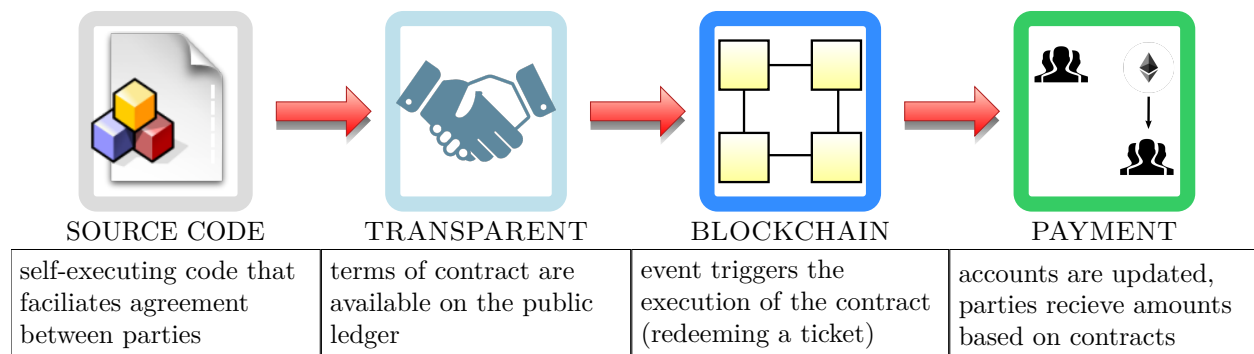 SOURCE CODE
self-executing code that
faciliates agreement
between parties
TRANSPARENT
terms of contract are
available on the public
ledger
BLOCKCHAIN
event triggers the
execution of the contract
(redeeming a ticket)
PAYMENT
accounts are updated,
parties recieve amounts
based on contracts